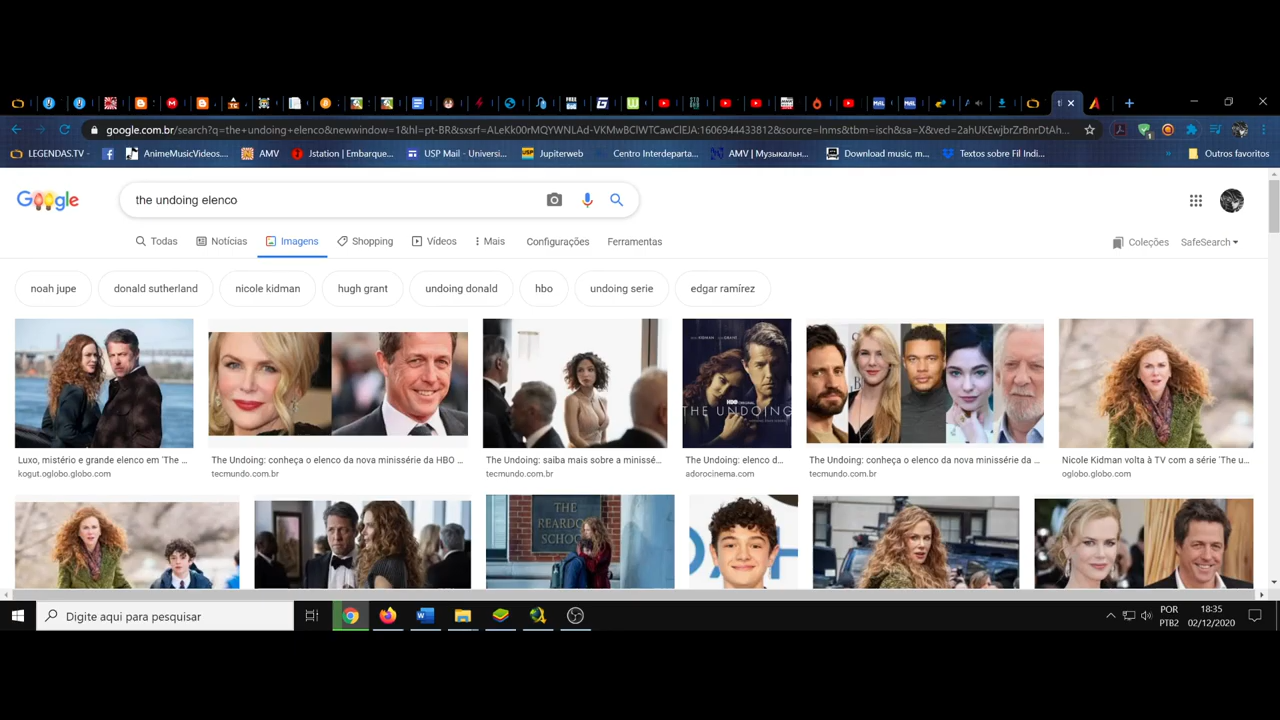 google.com.br/search?q=the+undoing+elenco&newwindow=1&hl=pt-BR&sxsrf=ALeKk00rMQYWNLAd-VKMwBClWTCawClEJA:1606944433812&source=lnms&tbm=isch&sa=X&ved=2ahUKEwjbrZrBnrDtAh...
LEGENDAS.TV - AnimeMusicVideos.... AMV Jstation | Embarque... USP Mail - Universi... Jupiterweb Centro Interdeparta... AMV | Музыкальн... Download music, m... Textos sobre Fil Indi... » Outros favoritos
Google
the undoing elenco
Todas Notícias Imagens Shopping Vídeos Mais Configurações Ferramentas Coleções SafeSearch
noah jupe donald sutherland nicole kidman hugh grant undoing donald hbo undoing serie edgar ramírez
HBO ORIGINAL
THE UNDOING
Luxo, mistério e grande elenco em 'The ...
kogut.oglobo.globo.com
The Undoing: conheça o elenco da nova minissérie da HBO ...
tecmundo.com.br
The Undoing: saiba mais sobre a minissé...
tecmundo.com.br
The Undoing: elenco d...
adorocinema.com
The Undoing: conheça o elenco da nova minissérie da ...
tecmundo.com.br
Nicole Kidman volta à TV com a série 'The u...
oglobo.globo.com
THE
REARDON
SCHOOL
Digite aqui para pesquisar
POR
PTB2
18:35
02/12/2020